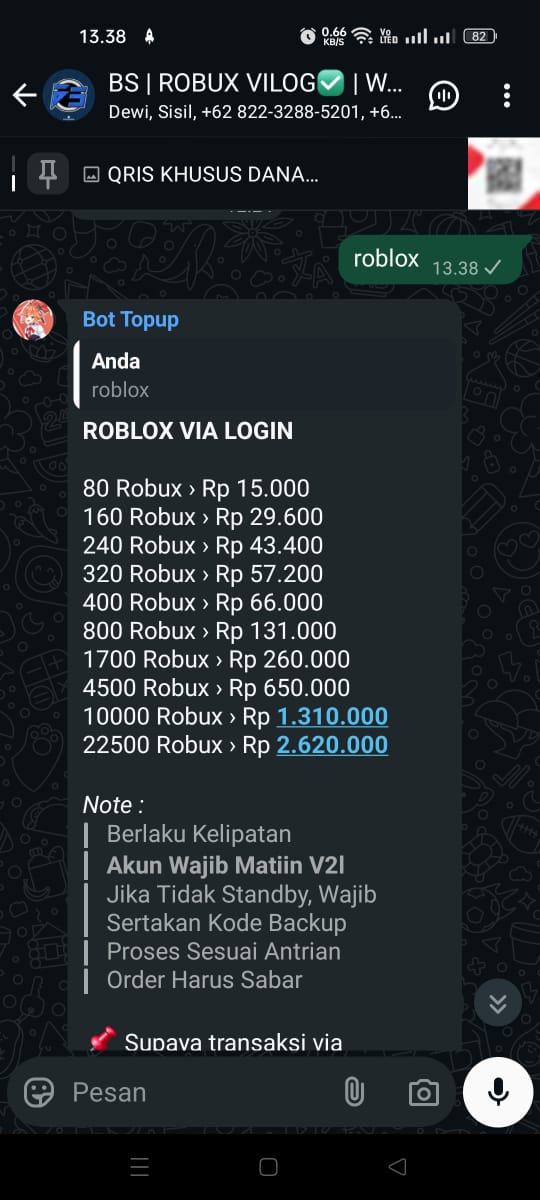 13.38
0.66 KB/S
Vo LTED
82
BS | ROBUX VILOG✅ | W...
Dewi, Sisil, +62 822-3288-5201, +6...
QRIS KHUSUS DANA...
roblox
13.38
Bot Topup
Anda
roblox
ROBLOX VIA LOGIN
80 Robux › Rp 15.000
160 Robux › Rp 29.600
240 Robux › Rp 43.400
320 Robux › Rp 57.200
400 Robux › Rp 66.000
800 Robux › Rp 131.000
1700 Robux › Rp 260.000
4500 Robux › Rp 650.000
10000 Robux › Rp 1.310.000
22500 Robux › Rp 2.620.000
Note :
Berlaku Kelipatan
Akun Wajib Matiin V2l
Jika Tidak Standby, Wajib
Sertakan Kode Backup
Proses Sesuai Antrian
Order Harus Sabar
📌 Supaya transaksi via
Pesan